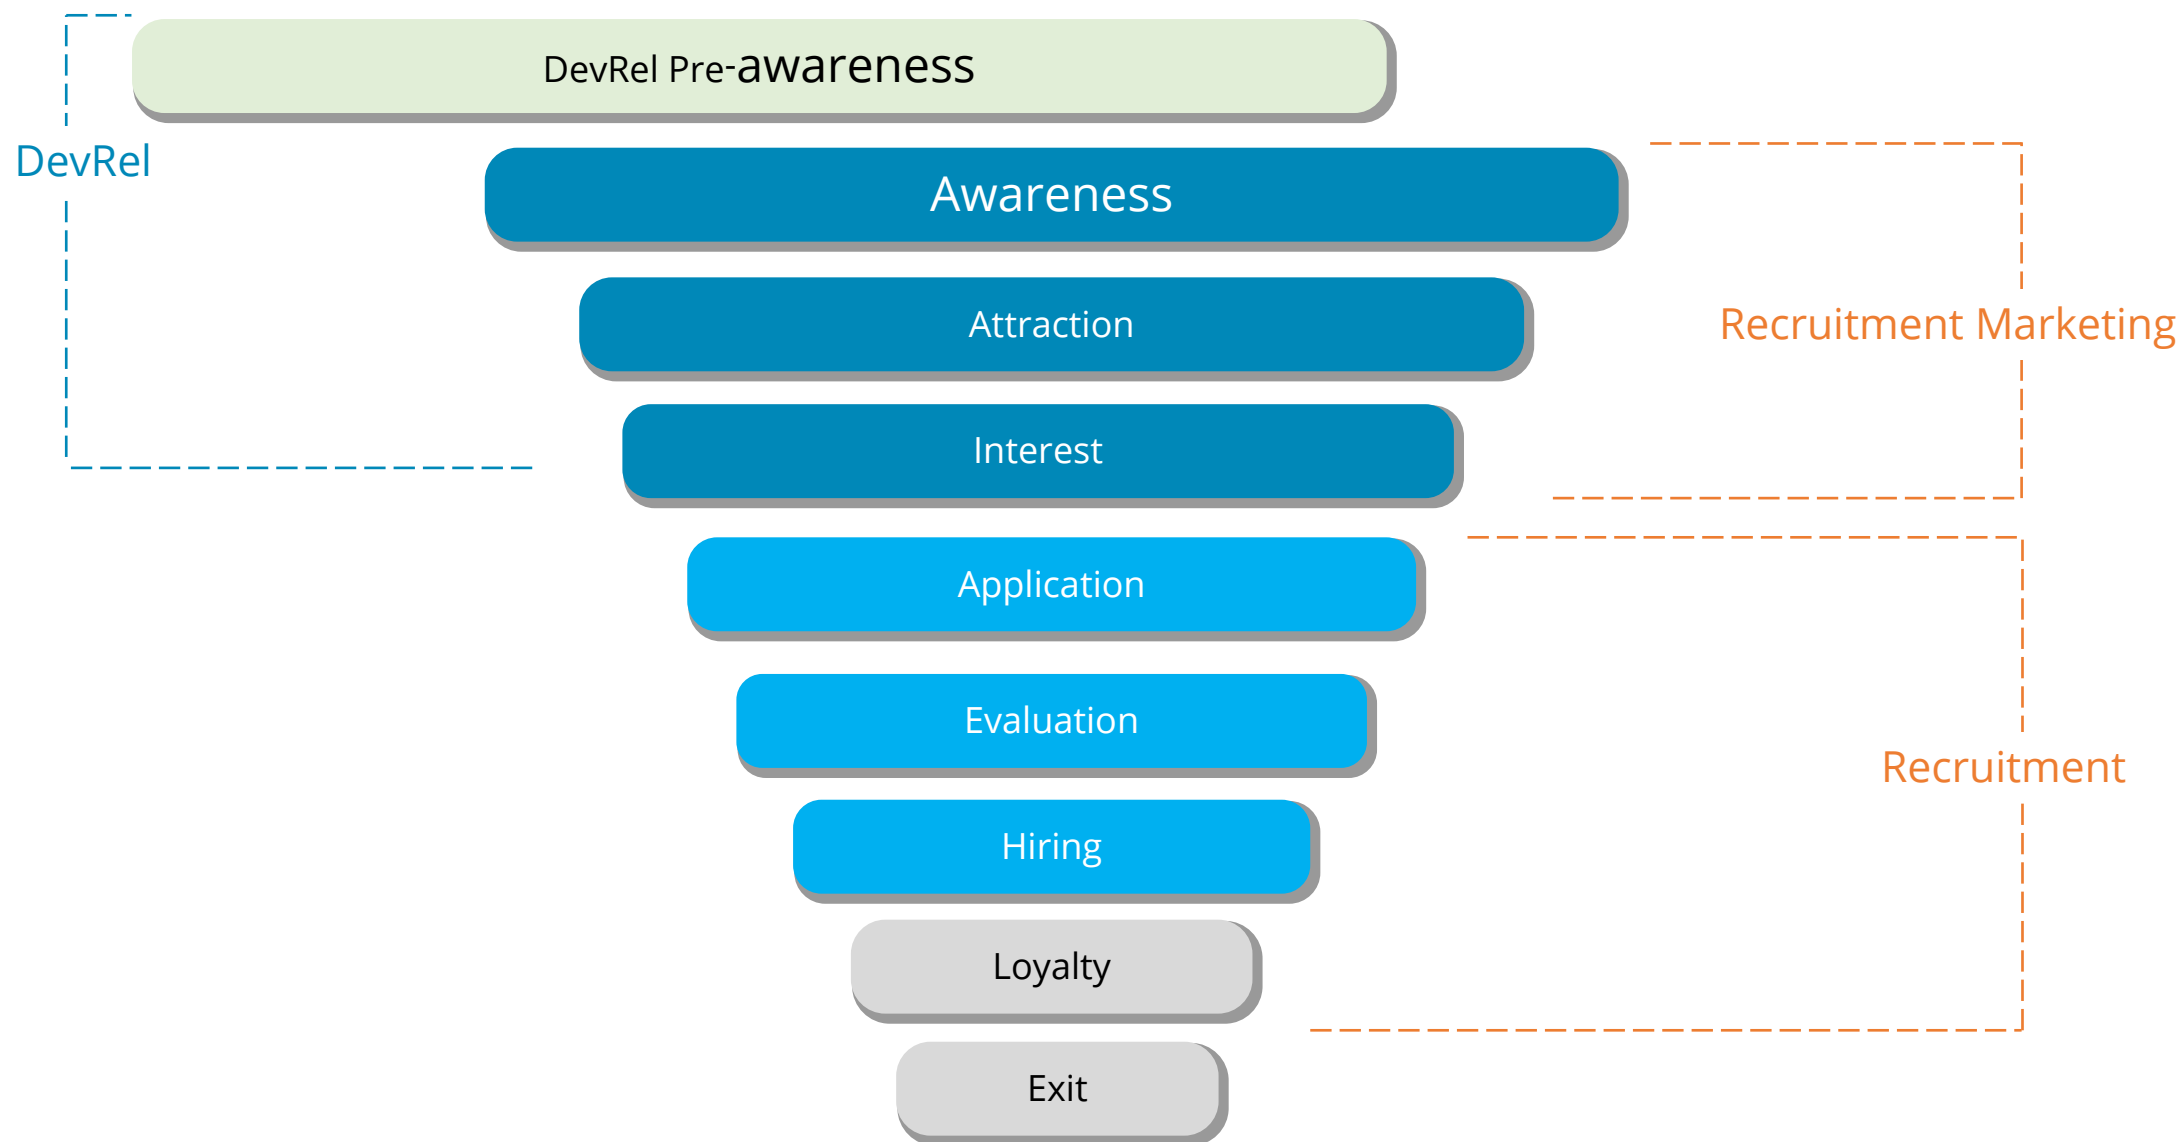 DevRel Pre-awareness
DevRel
Awareness
Attraction
Recruitment Marketing
Interest
Application
Evaluation
Recruitment
Hiring
Loyalty
Exit